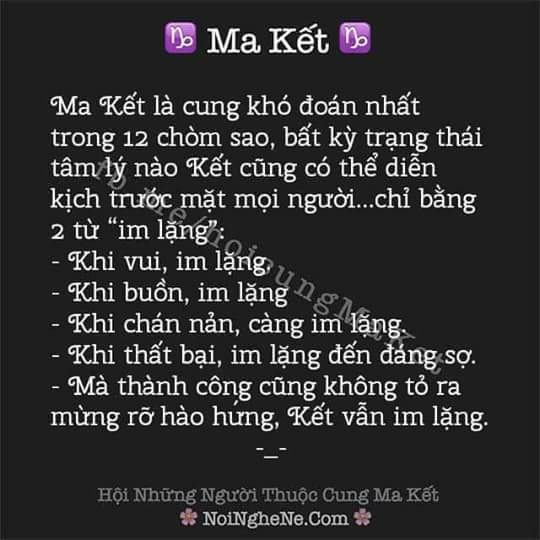 ♑ Ma Kết ♑
Ma Kết là cung khó đoán nhất
trong 12 chòm sao, bất kỳ trạng thái
tâm lý nào Kết cũng có thể diễn
kịch trước mặt mọi người...chỉ bằng
2 từ “im lặng”:
- Khi vui, im lặng,
- Khi buồn, im lặng
- Khi chán nản, càng im lặng.
- Khi thất bại, im lặng đến đáng sợ.
- Mà thành công cũng không tỏ ra
mừng rỡ hào hứng, Kết vẫn im lặng.
-_-
fb.me/hoicungMaKet
Hội Những Người Thuộc Cung Ma Kết
🌸 NoiNgheNe.Com 🌸